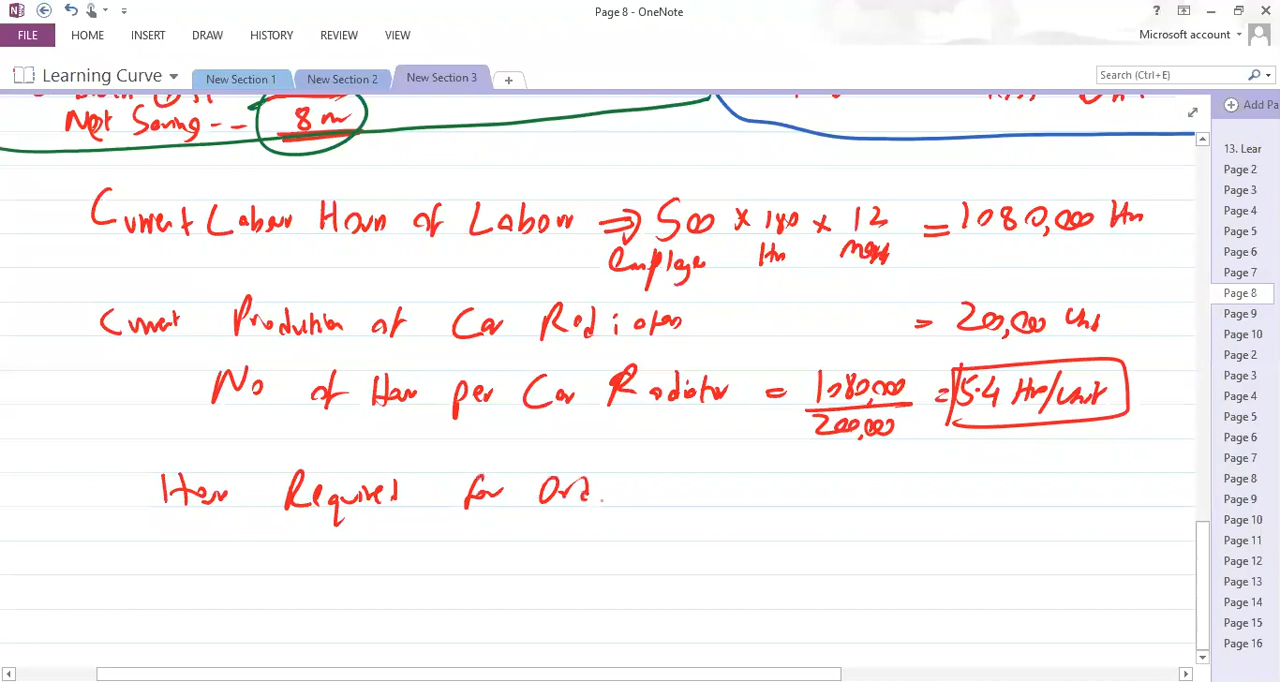 Page 8 - OneNote
?
FILE HOME INSERT DRAW HISTORY REVIEW VIEW
Microsoft account
Learning Curve New Section 1 New Section 2 New Section 3 +
Search (Ctrl+E)
Add Pa
Net Saving - - 8 m
Current Labour Hours of Labour ⇒ 500 × 180 × 12 = 1080,000 Hrs
employee Hrs
Current Production of Car Radiators = 200,000 Units
No of Hour per Car Radiator = 1080,000 = 5.4 Hrs/unit
200,000
Hour Required for Ord
13. Lear
Page 2
Page 3
Page 4
Page 5
Page 6
Page 7
Page 8
Page 9
Page 10
Page 2
Page 3
Page 4
Page 5
Page 6
Page 7
Page 8
Page 9
Page 10
Page 11
Page 12
Page 13
Page 14
Page 15
Page 16